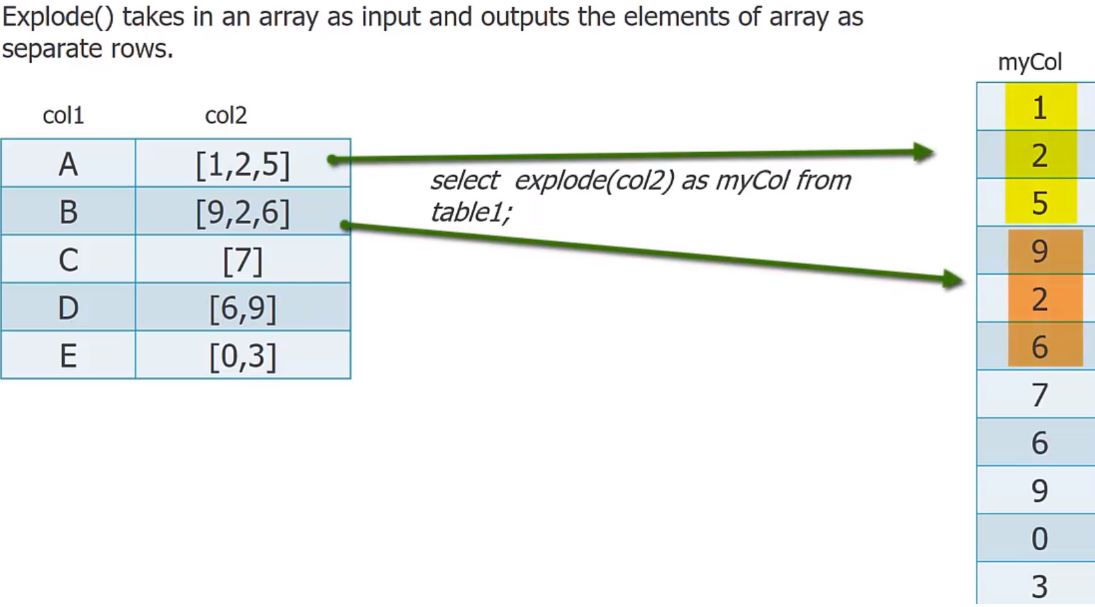 Explode() takes in an array as input and outputs the elements of array as
separate rows.
col1 col2
A [1,2,5]
B [9,2,6]
C [7]
D [6,9]
E [0,3]
select explode(col2) as myCol from
table1;
myCol
1
2
5
9
2
6
7
6
9
0
3